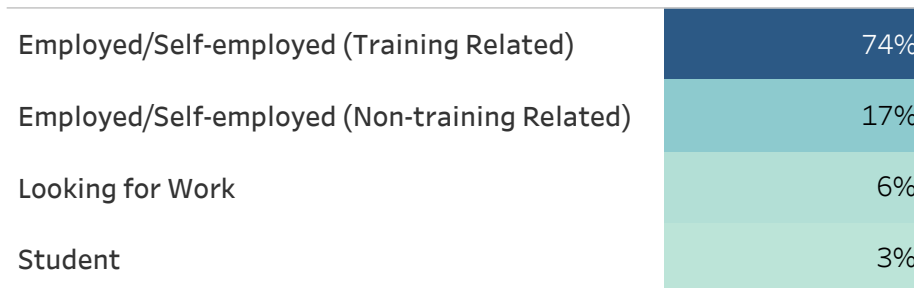 Employed/Self-employed (Training Related) 74%
Employed/Self-employed (Non-training Related) 17%
Looking for Work 6%
Student 3%